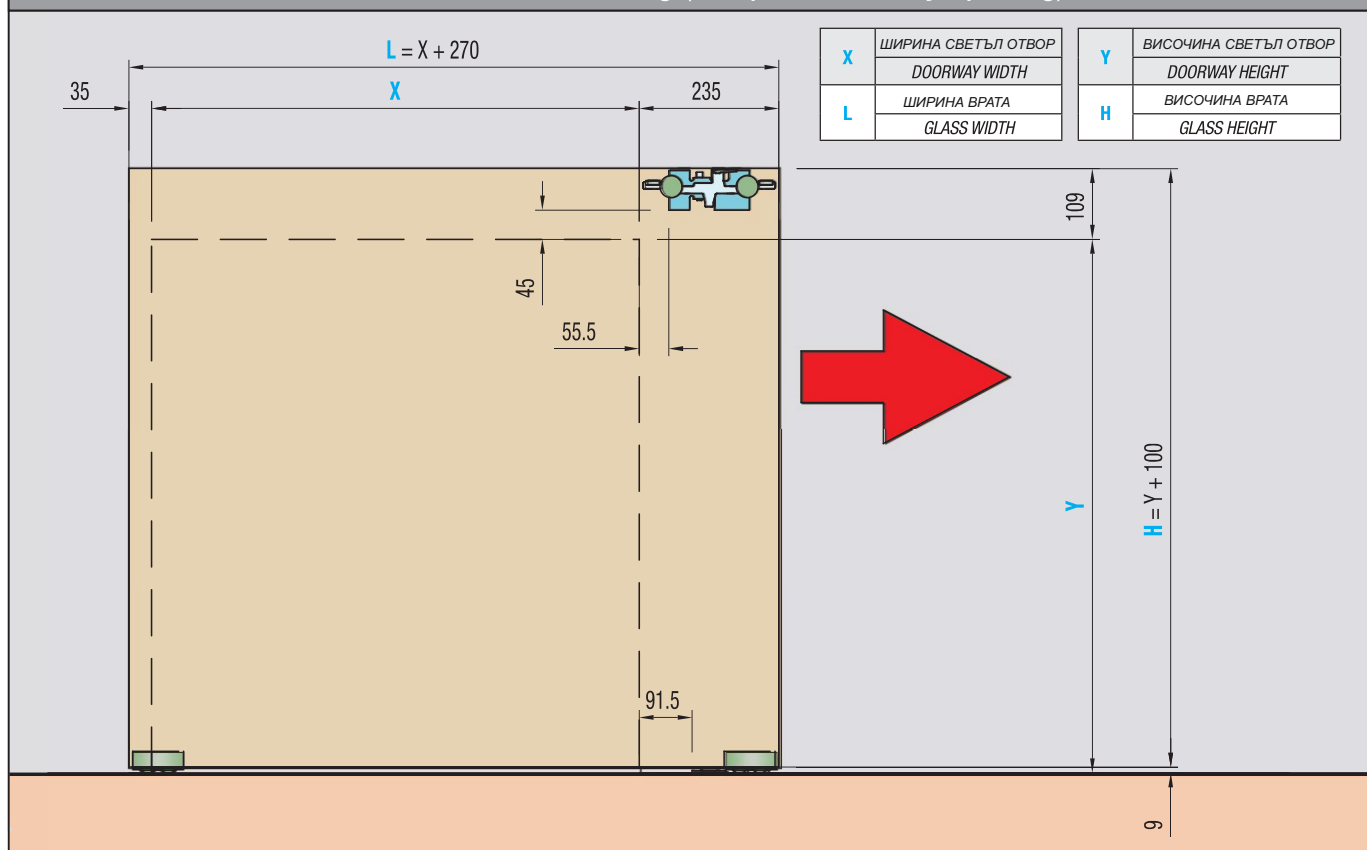 L = X + 270
35
X
235
X
ШИРИНА СВЕТЪЛ ОТВОР
DOORWAY WIDTH
L
ШИРИНА ВРАТА
GLASS WIDTH
Y
ВИСОЧИНА СВЕТЪЛ ОТВОР
DOORWAY HEIGHT
H
ВИСОЧИНА ВРАТА
GLASS HEIGHT
109
45
55.5
Y
H = Y + 100
91.5
9